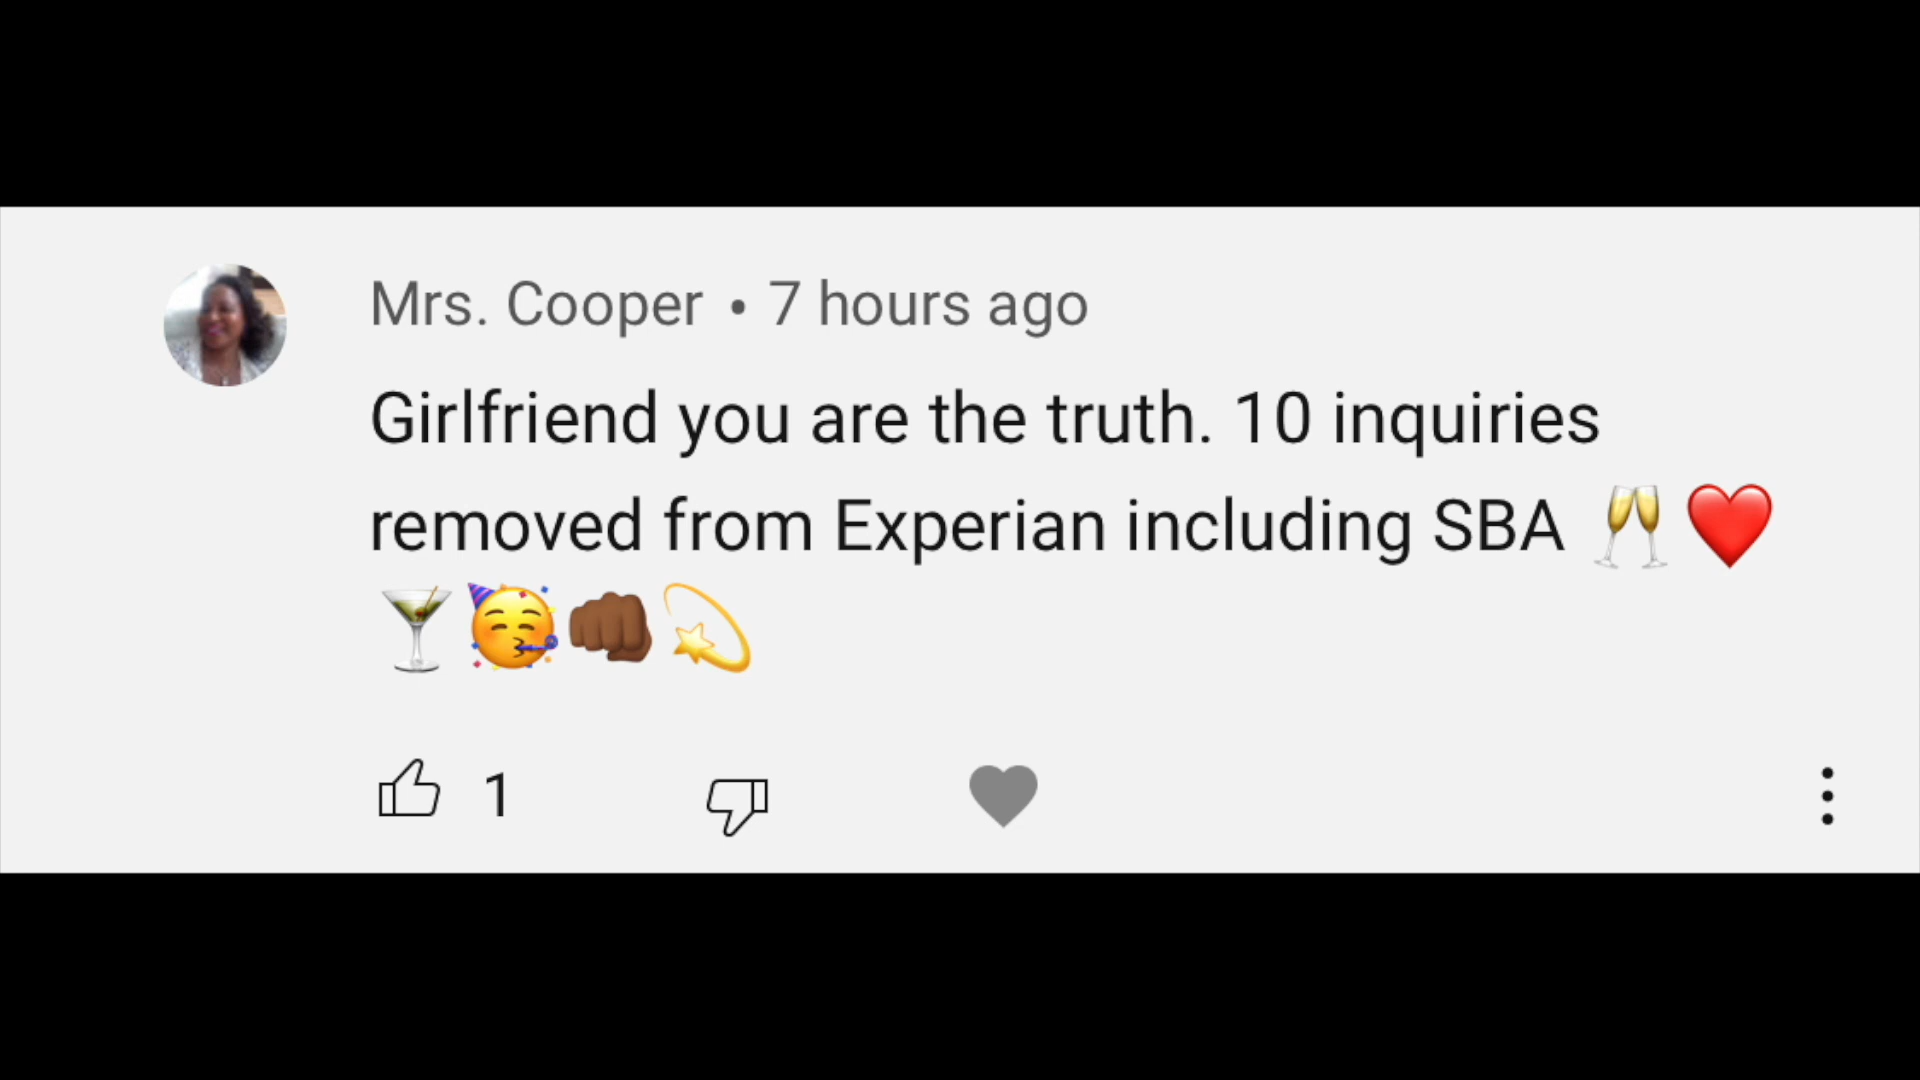 Mrs. Cooper • 7 hours ago
Girlfriend you are the truth. 10 inquiries
removed from Experian including SBA 🥂❤️
🍸🥳👊🏾💫
1